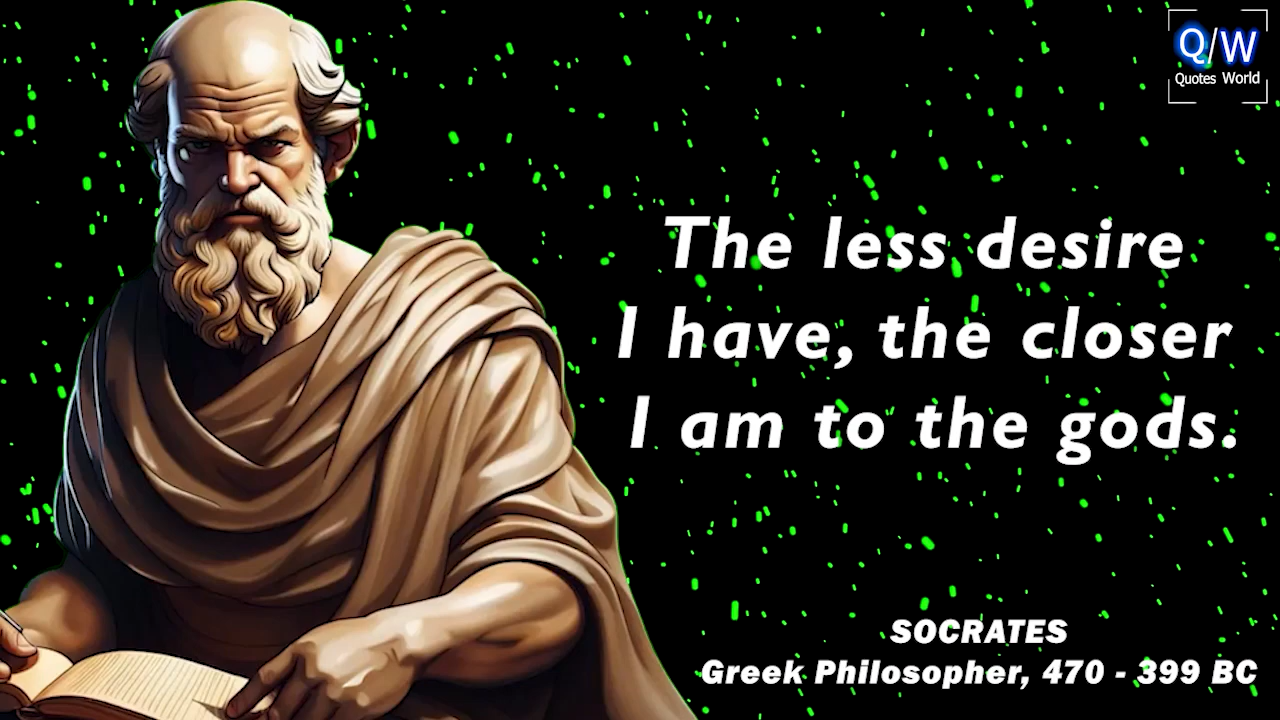 Q/W
Quotes World
The less desire
I have, the closer
I am to the gods.
SOCRATES
Greek Philosopher, 470 - 399 BC